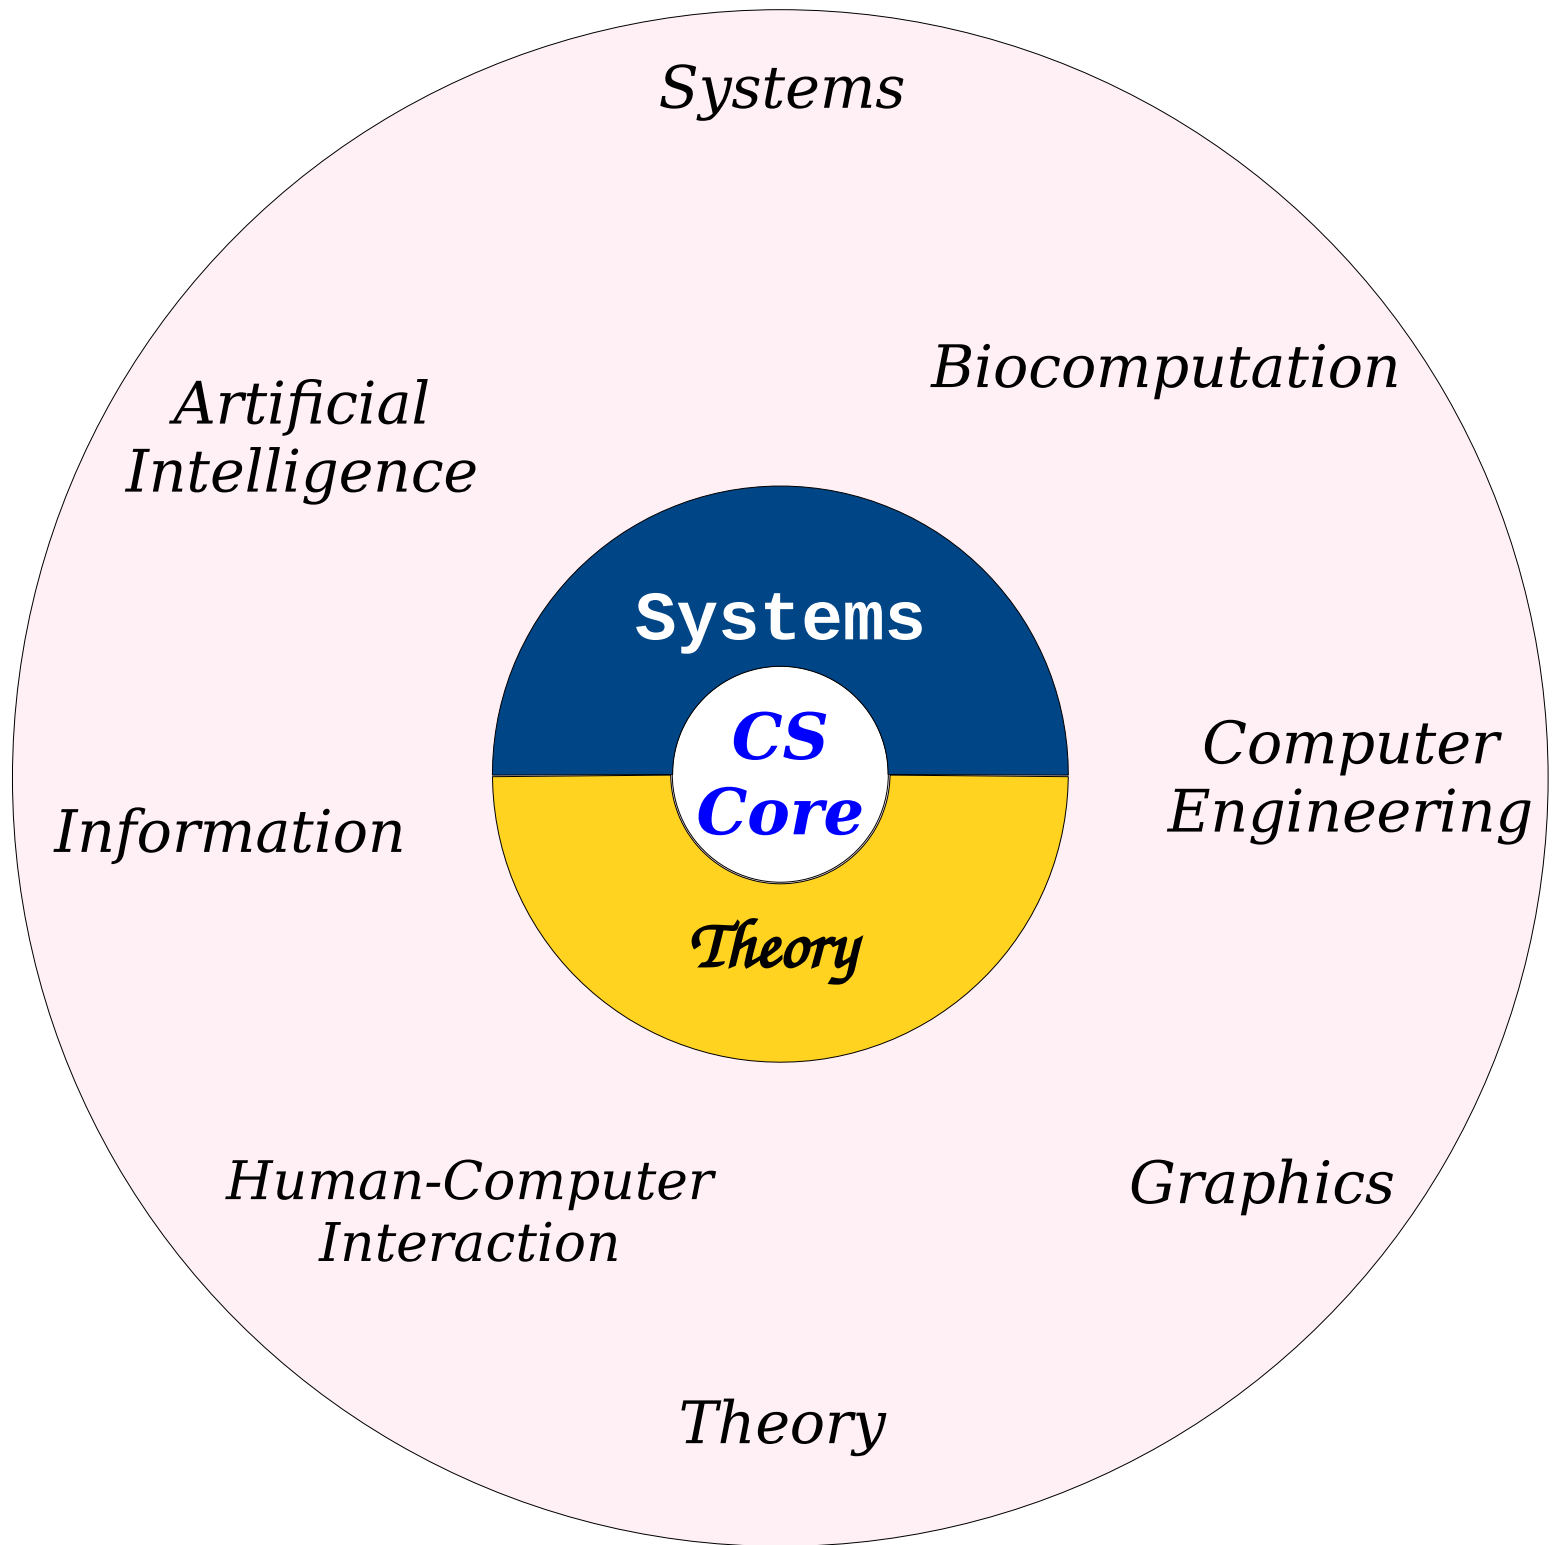 Systems
Biocomputation
Artificial
Intelligence
Systems
CS
Core
Computer
Engineering
Information
Theory
Human-Computer
Interaction
Graphics
Theory